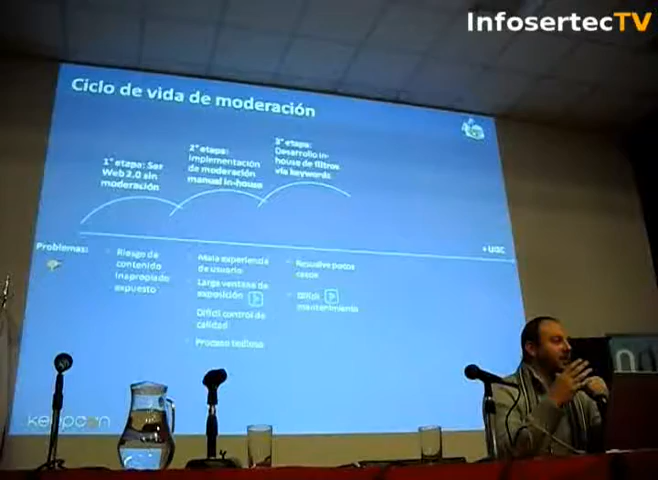 InfosertecTV
Ciclo de vida de moderación
1° etapa: Ser
Web 2.0 sin
moderación
2° etapa:
Implementación
de moderación
manual in-house
3° etapa:
Desarrollo in-
house de filtros
vía keywords
+UGC
Problemas:
Riesgo de
contenido
inapropiado
expuesto
Mala experiencia
de usuario
Larga ventana de
exposición
Difícil control de
calidad
Proceso tedioso
Resuelve pocos
casos
Difícil
mantenimiento
keepcon